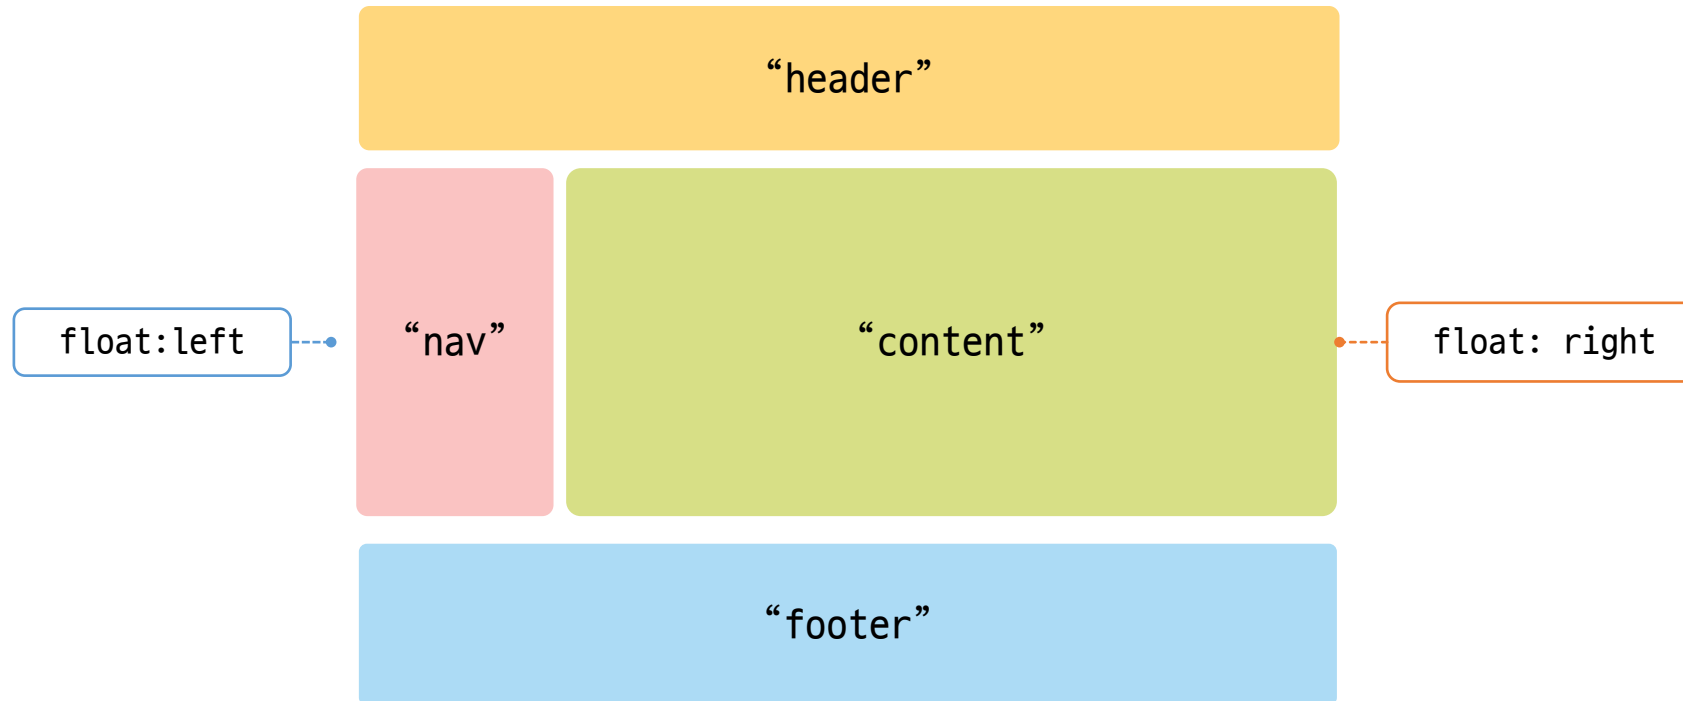 “header”
float:left
“nav”
“content”
float: right
“footer”